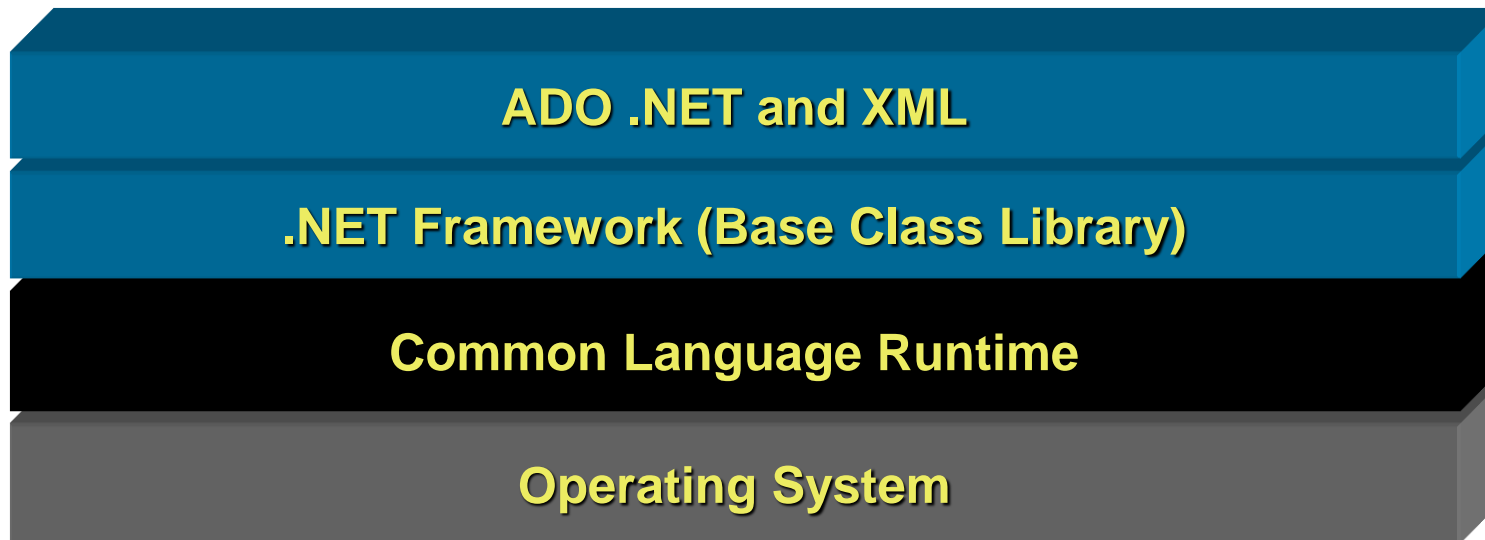 ADO .NET and XML
.NET Framework (Base Class Library)
Common Language Runtime
Operating System